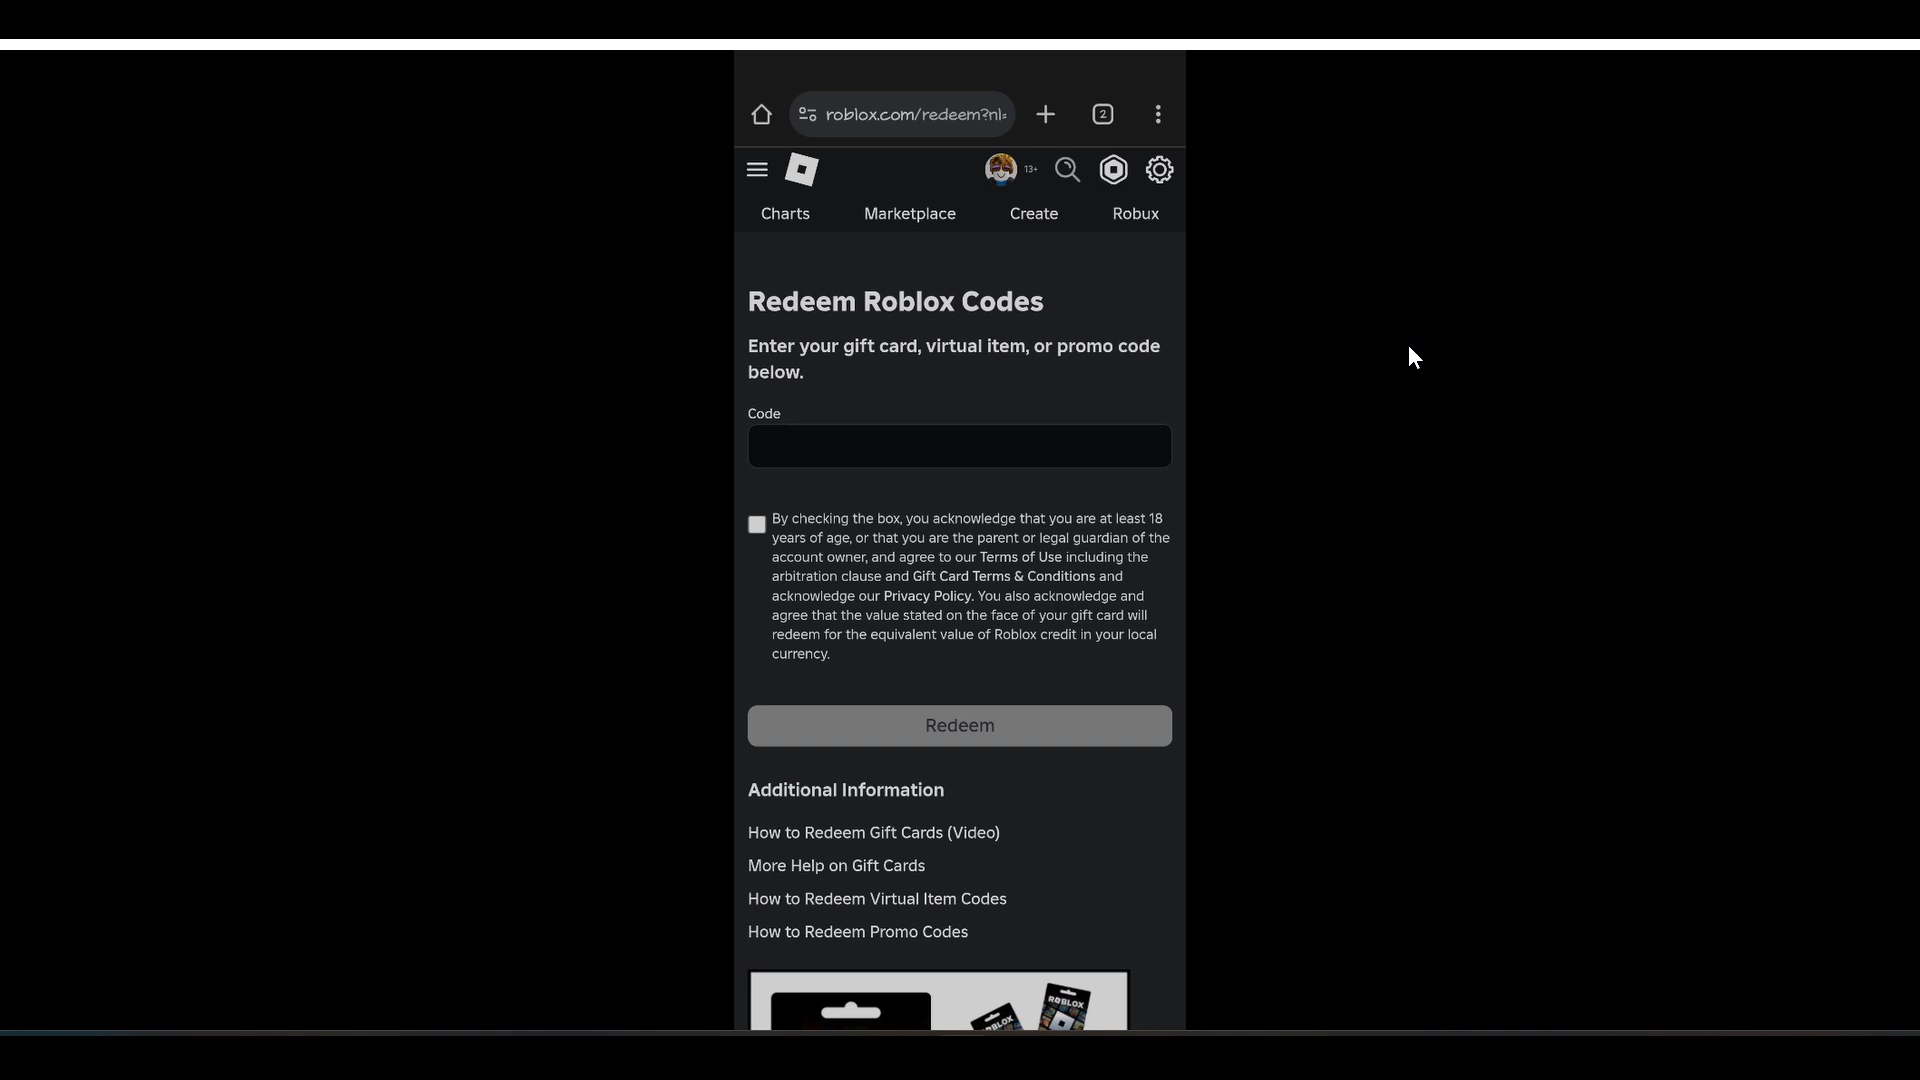 roblox.com/redeem?nl=
2
13+
Charts Marketplace Create Robux
Redeem Roblox Codes
Enter your gift card, virtual item, or promo code
below.
Code
By checking the box, you acknowledge that you are at least 18
years of age, or that you are the parent or legal guardian of the
account owner, and agree to our Terms of Use including the
arbitration clause and Gift Card Terms & Conditions and
acknowledge our Privacy Policy. You also acknowledge and
agree that the value stated on the face of your gift card will
redeem for the equivalent value of Roblox credit in your local
currency.
Redeem
Additional Information
How to Redeem Gift Cards (Video)
More Help on Gift Cards
How to Redeem Virtual Item Codes
How to Redeem Promo Codes
ROBLOX
ROBLOX